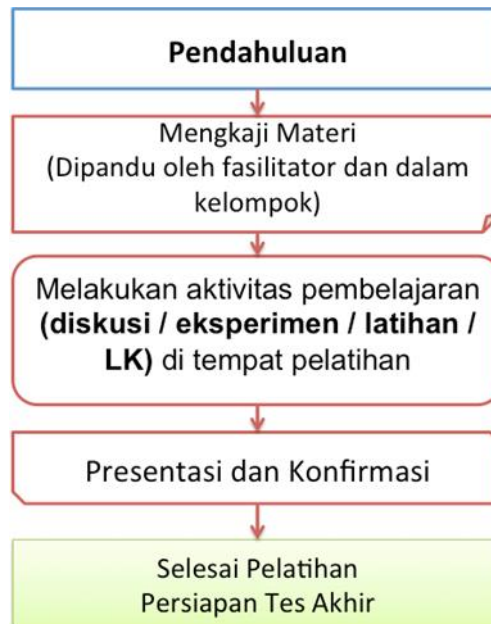 Pendahuluan
Mengkaji Materi
(Dipandu oleh fasilitator dan dalam
kelompok)
Melakukan aktivitas pembelajaran
(diskusi / eksperimen / latihan /
LK) di tempat pelatihan
Presentasi dan Konfirmasi
Selesai Pelatihan
Persiapan Tes Akhir